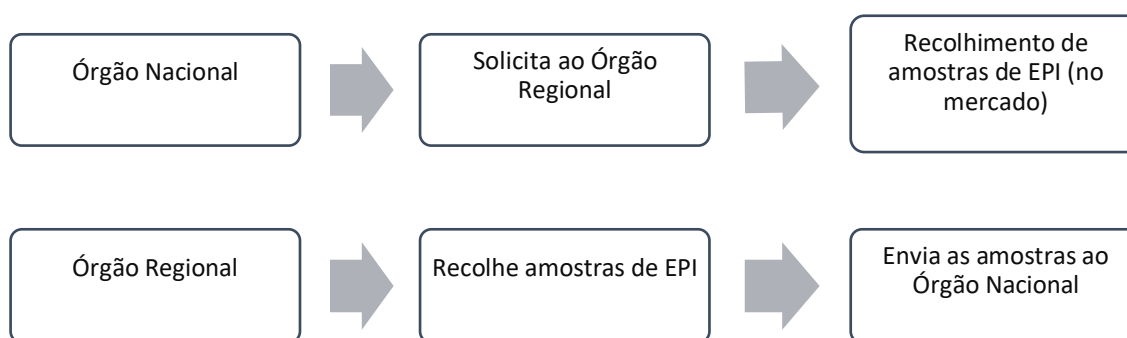 Órgão Nacional
Solicita ao Órgão
Regional
Recolhimento de
amostras de EPI (no
mercado)
Órgão Regional
Recolhe amostras de EPI
Envia as amostras ao
Órgão Nacional